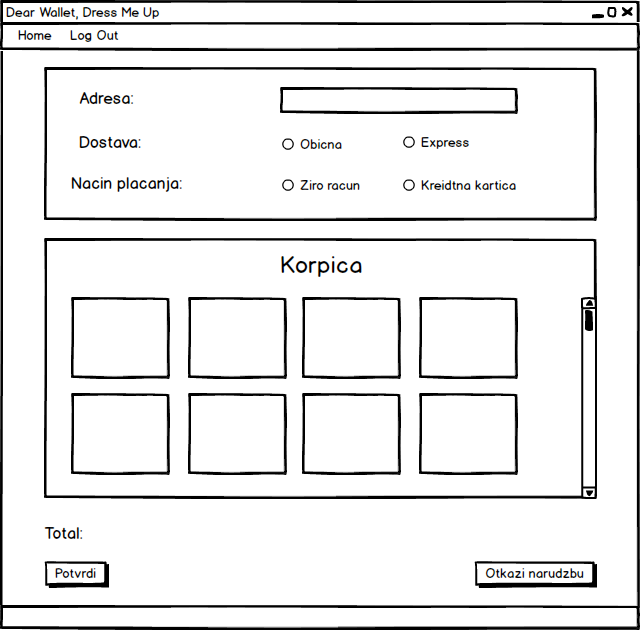 Dear Wallet, Dress Me Up
Home Log Out
Adresa:
Dostava: Obicna Express
Nacin placanja: Ziro racun Kreidtna kartica
Korpica
Total:
Potvrdi Otkazi narudzbu